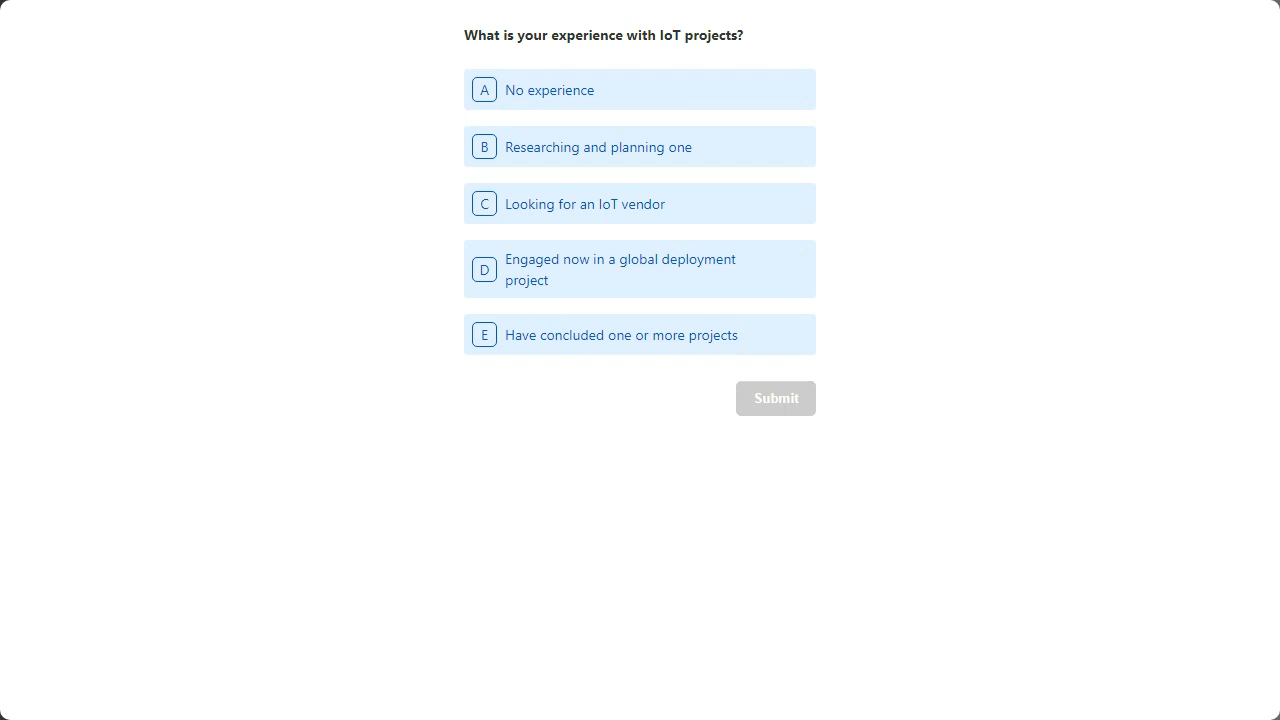 What is your experience with IoT projects?
A No experience
B Researching and planning one
C Looking for an IoT vendor
D Engaged now in a global deployment
project
E Have concluded one or more projects
Submit